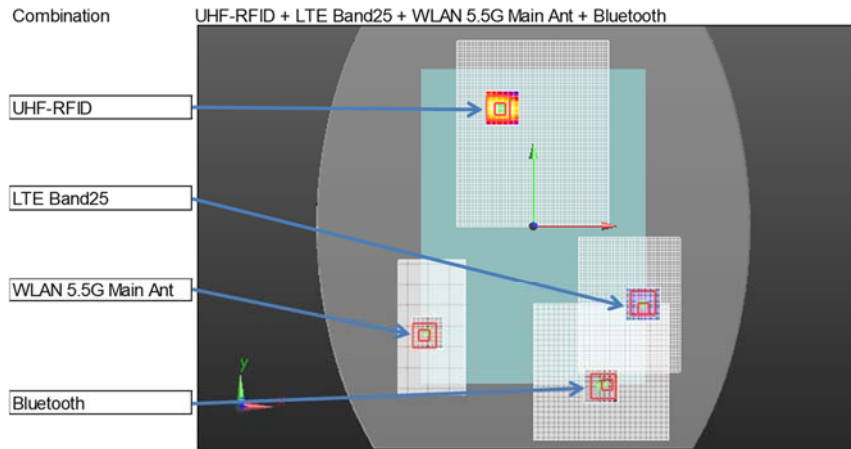 Combination UHF-RFID + LTE Band25 + WLAN 5.5G Main Ant + Bluetooth
UHF-RFID
LTE Band25
WLAN 5.5G Main Ant
Bluetooth
y
x